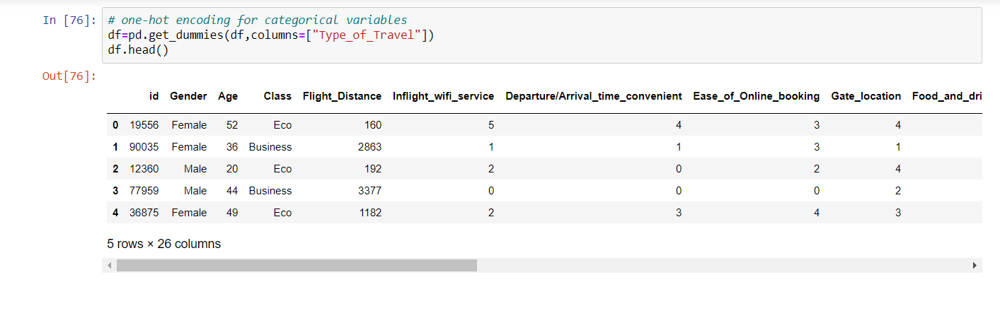 In [76]: # one-hot encoding for categorical variables
df=pd.get_dummies(df,columns=["Type_of_Travel"])
df.head()
Out[76]:
id Gender Age Class Flight_Distance Inflight_wifi_service Departure/Arrival_time_convenient Ease_of_Online_booking Gate_location Food_and_dri
0 19556 Female 52 Eco 160 5 4 3 4
1 90035 Female 36 Business 2863 1 1 3 1
2 12360 Male 20 Eco 192 2 0 2 4
3 77959 Male 44 Business 3377 0 0 0 2
4 36875 Female 49 Eco 1182 2 3 4 3
5 rows × 26 columns